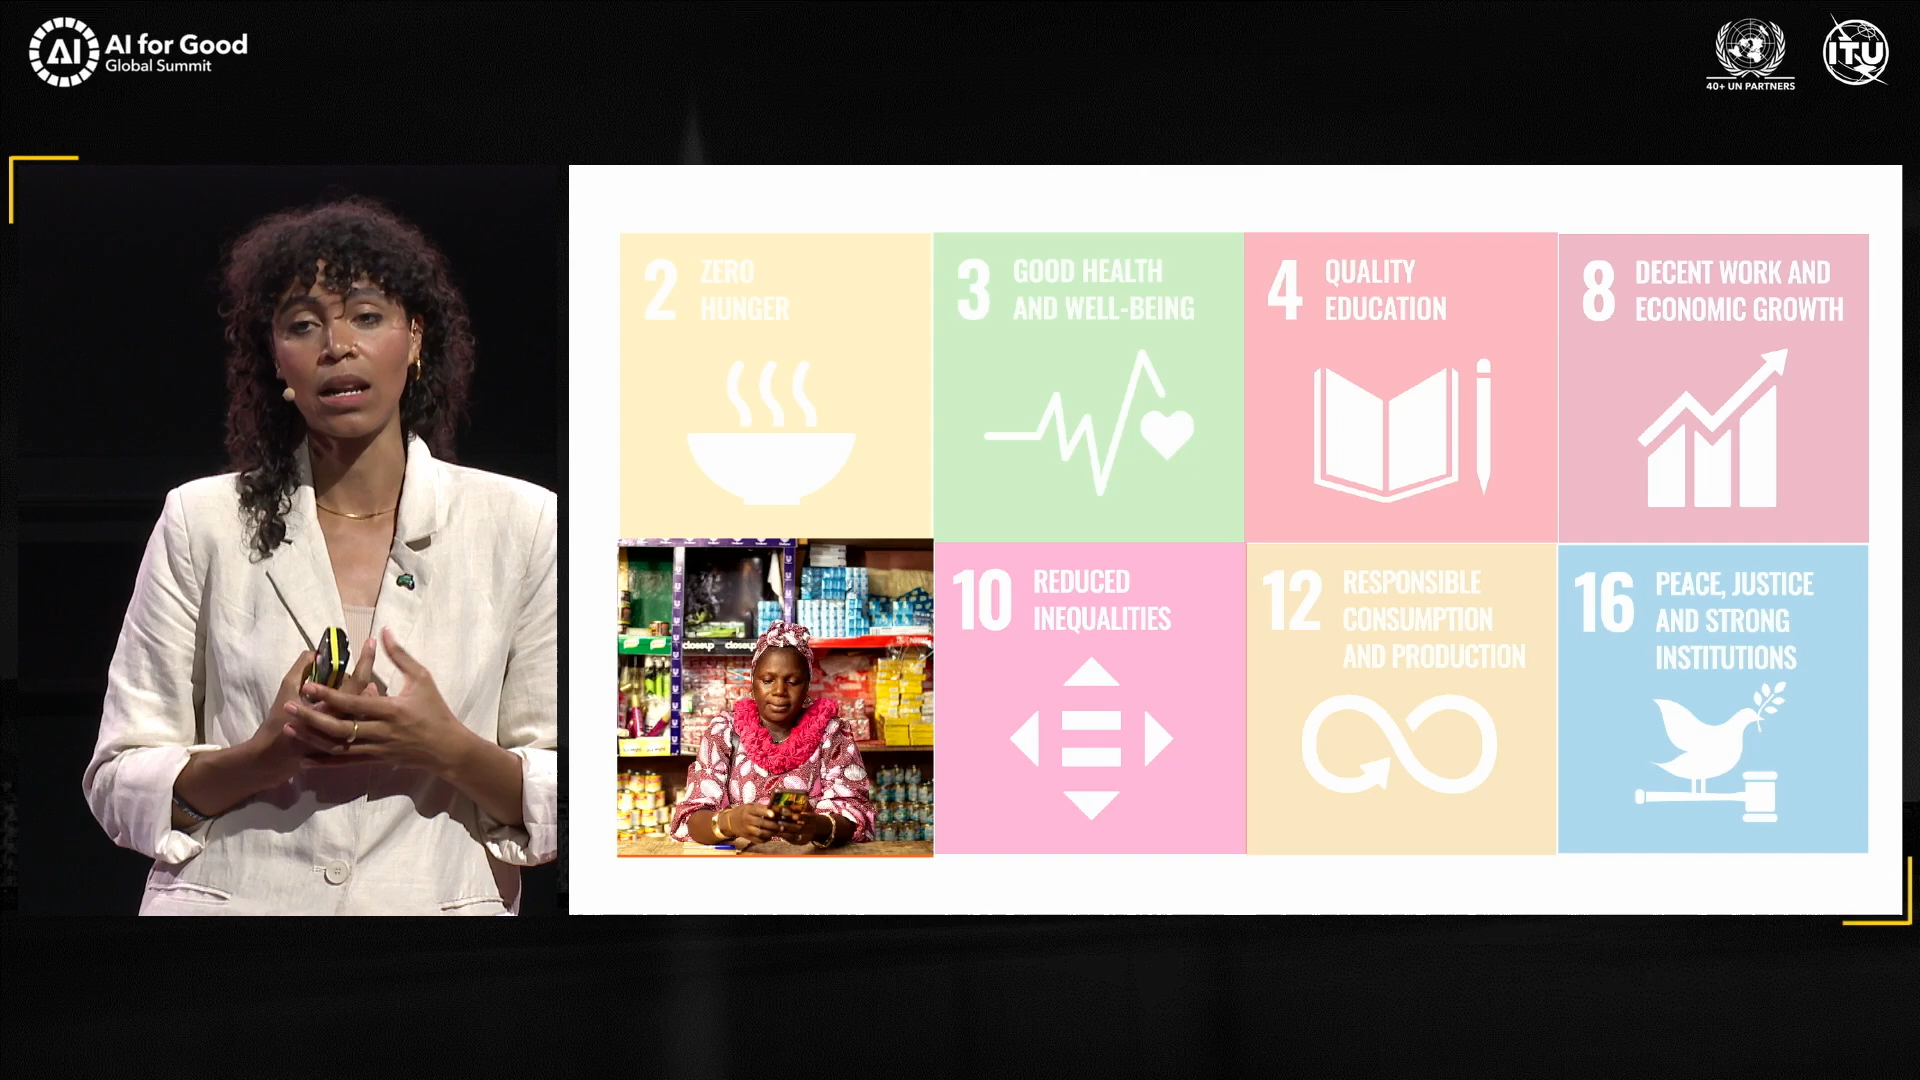 AI
AI for Good
Global Summit
40+ UN PARTNERS
ITU
2 ZERO
HUNGER
3 GOOD HEALTH
AND WELL-BEING
4 QUALITY
EDUCATION
8 DECENT WORK AND
ECONOMIC GROWTH
closeup closeup
10 REDUCED
INEQUALITIES
12 RESPONSIBLE
CONSUMPTION
AND PRODUCTION
16 PEACE, JUSTICE
AND STRONG
INSTITUTIONS